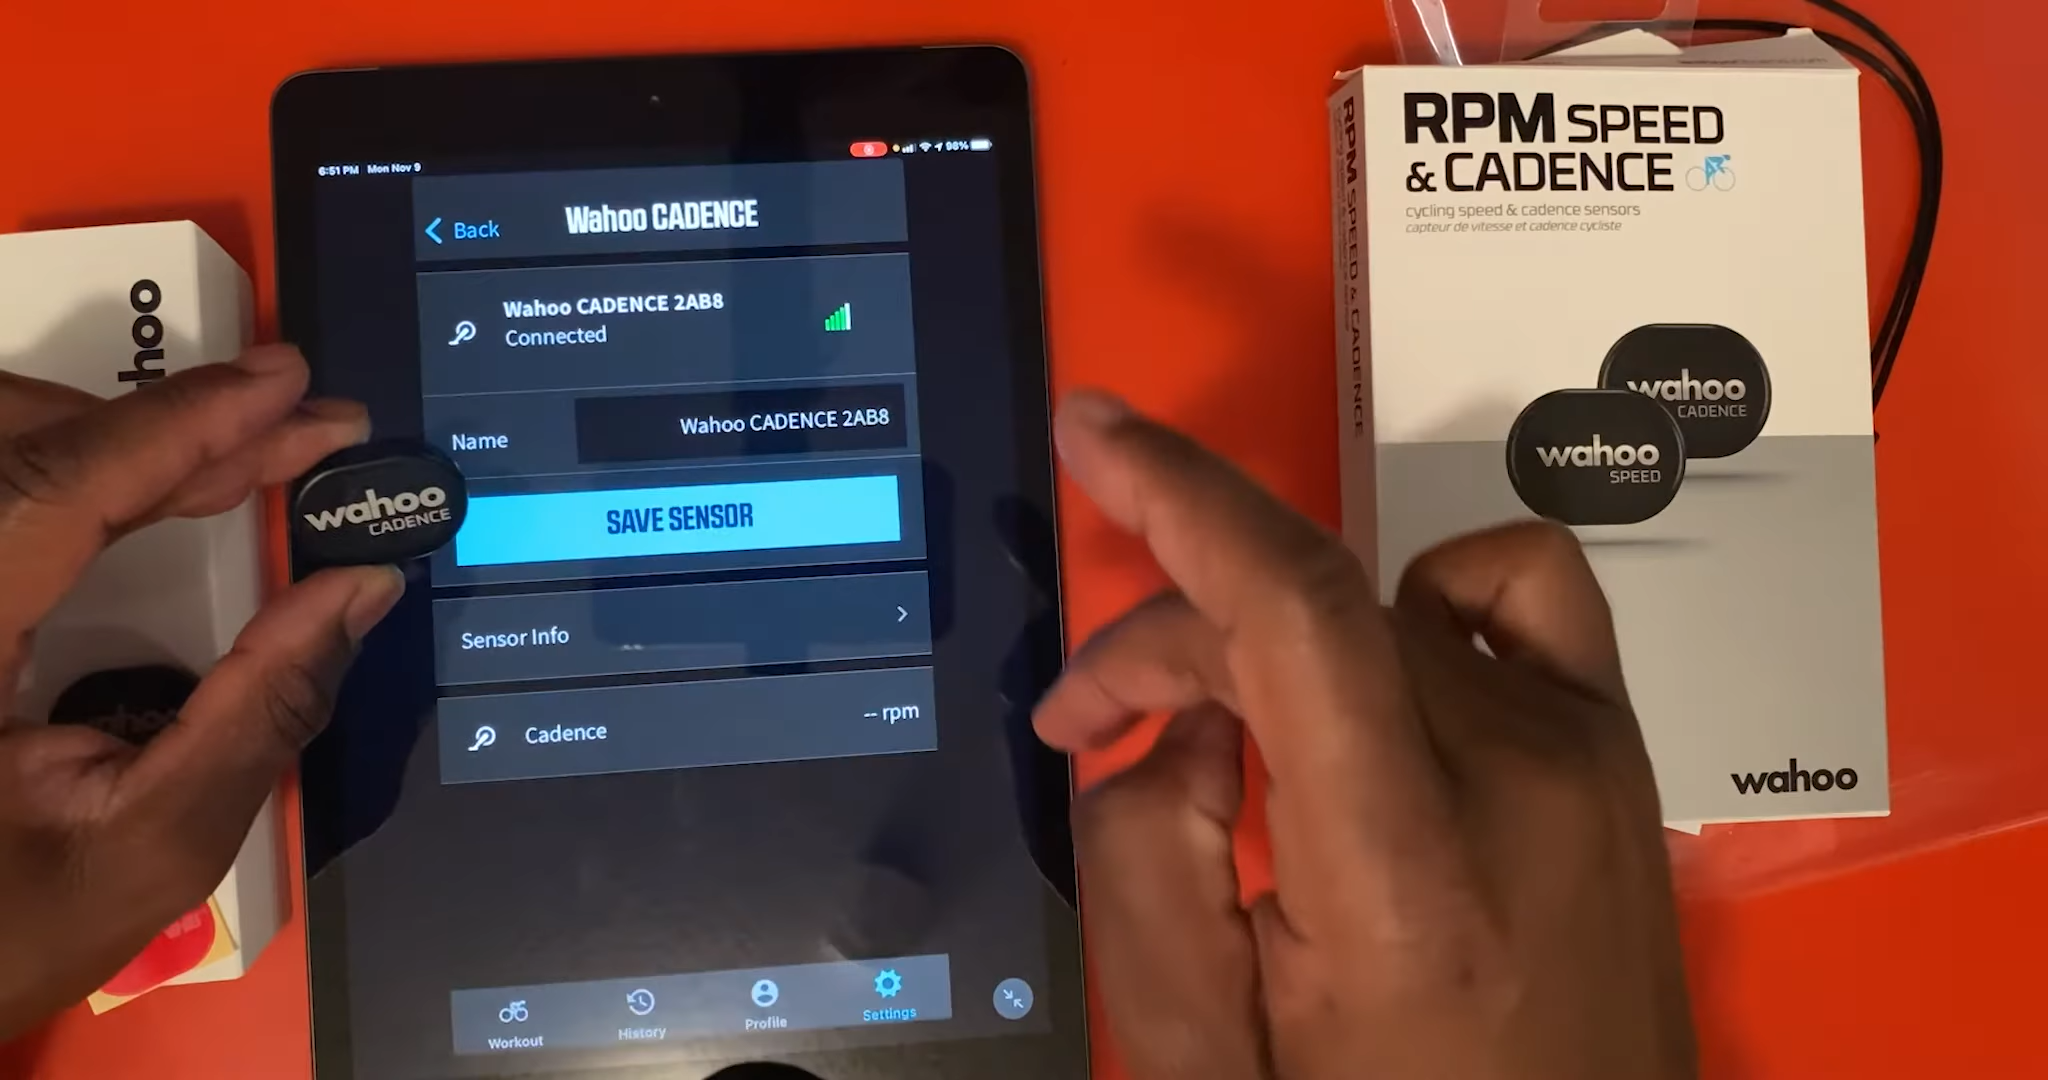 6:51 PM Mon Nov 9
98%
Back
Wahoo CADENCE
Wahoo CADENCE 2AB8
Connected
Name
Wahoo CADENCE 2AB8
SAVE SENSOR
Sensor Info
Cadence
-- rpm
Workout
History
Profile
Settings
wahoo
CADENCE
RPM SPEED
& CADENCE
cycling speed & cadence sensors
capteur de vitesse et cadence cycliste
wahoo
CADENCE
wahoo
SPEED
wahoo
RPM SPEED & CADENCE